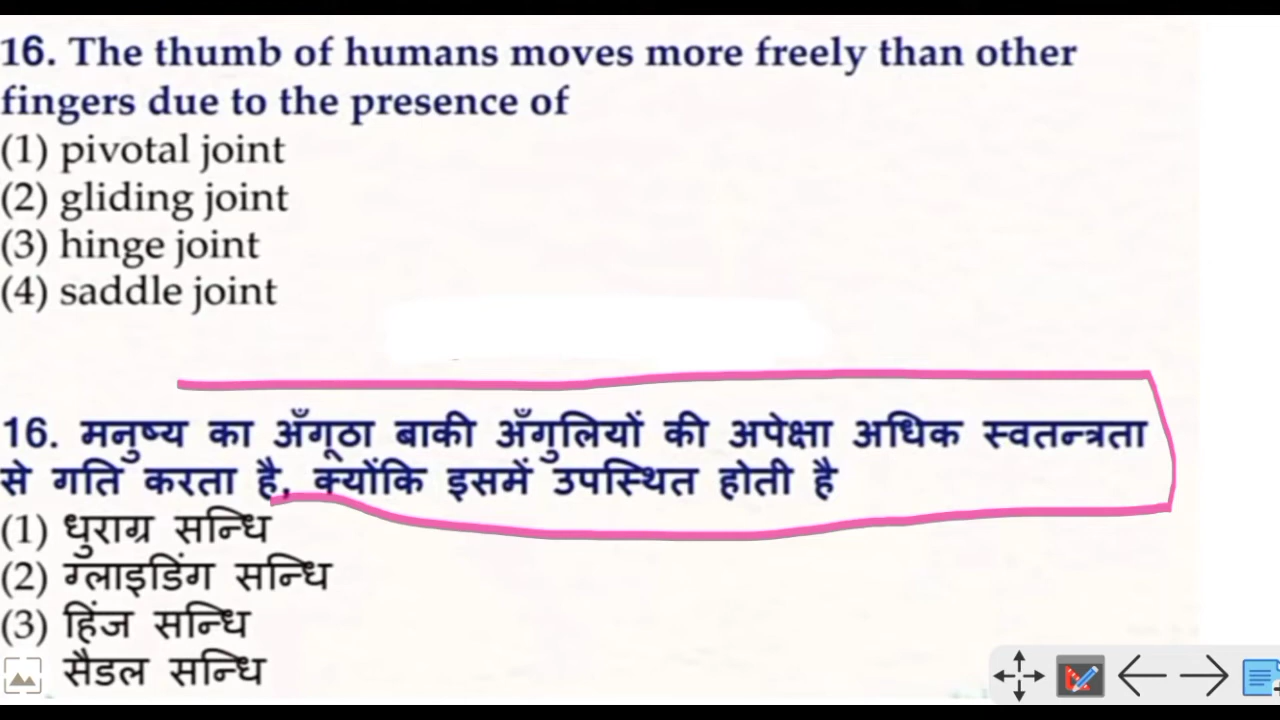 16. The thumb of humans moves more freely than other
fingers due to the presence of
(1) pivotal joint
(2) gliding joint
(3) hinge joint
(4) saddle joint
16. मनुष्य का अँगूठा बाकी अँगुलियों की अपेक्षा अधिक स्वतन्त्रता
से गति करता है, क्योंकि इसमें उपस्थित होती है
(1) धुराग्र सन्धि
(2) ग्लाइडिंग सन्धि
(3) हिंज सन्धि
सैडल सन्धि